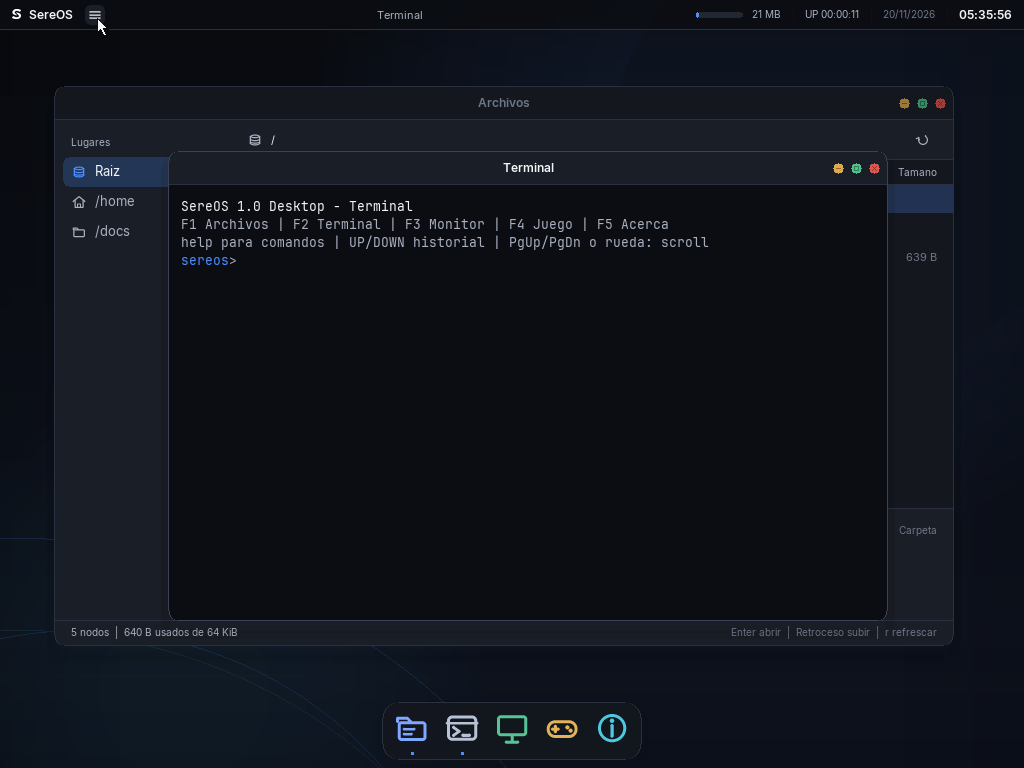 SereOS
Terminal
21 MB
UP 00:00:11
20/11/2026
05:35:56
Archivos
Lugares
/
Raiz
/home
/docs
Tamano
639 B
Carpeta
Terminal
SereOS 1.0 Desktop - Terminal
F1 Archivos | F2 Terminal | F3 Monitor | F4 Juego | F5 Acerca
help para comandos | UP/DOWN historial | PgUp/PgDn o rueda: scroll
sereos>
5 nodos | 640 B usados de 64 KiB
Enter abrir | Retroceso subir | r refrescar